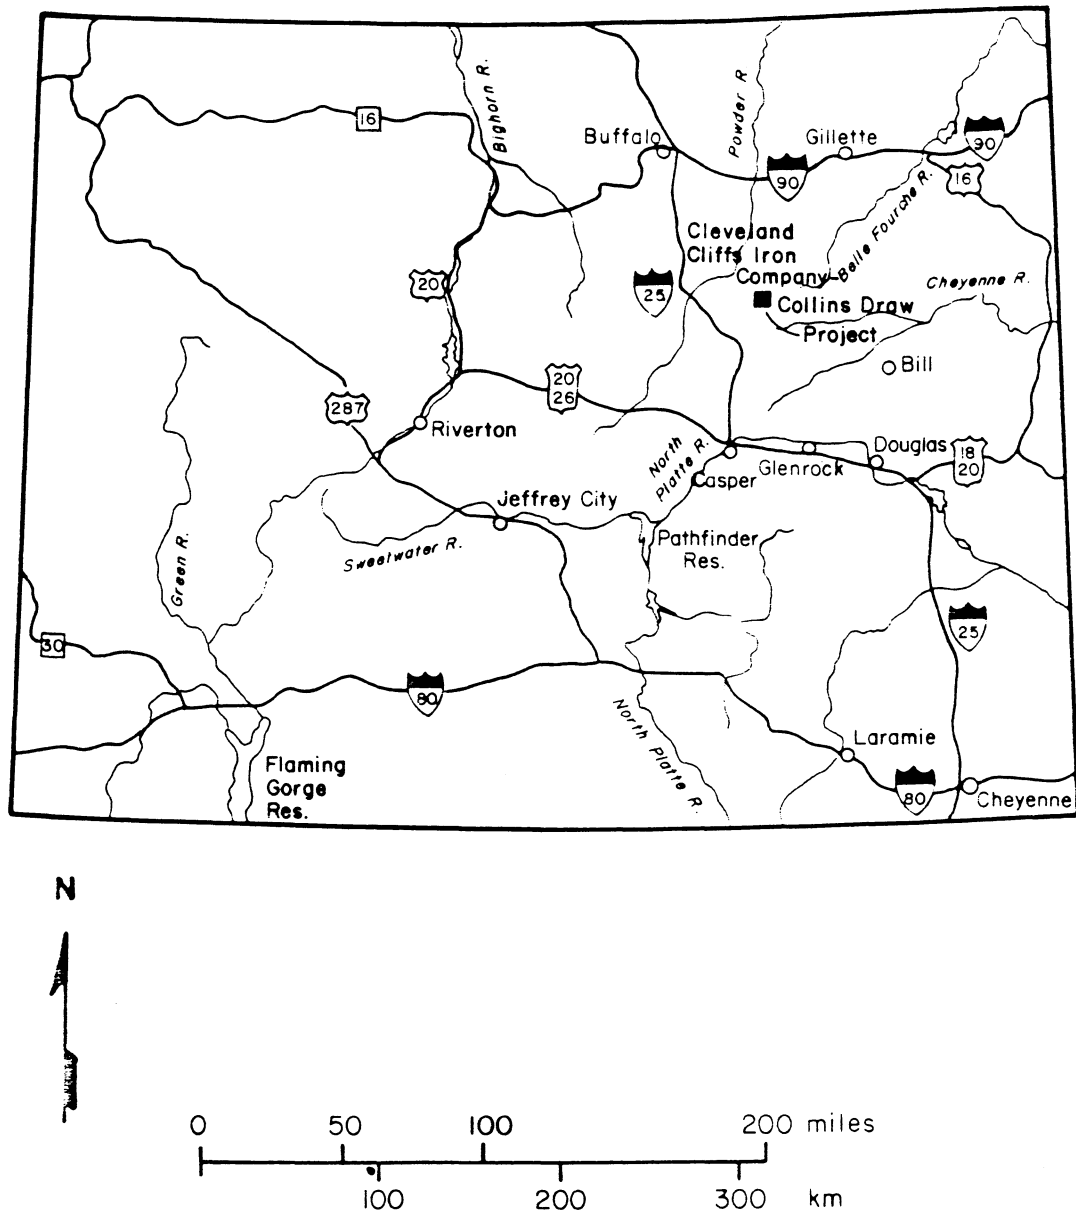 16
Bighorn R.
Buffalo
Powder R
Gillette
90
90
16
Belle Fourche R.
Cleveland
Cliffs Iron
Company
Cheyenne R.
20
25
Collins Draw
Project
Bill
20
26
287
Riverton
North
Platte R.
Casper
Glenrock
Douglas
18
20
Jeffrey City
Sweetwater R.
Pathfinder
Res.
Green R.
30
25
80
North Platte R.
Laramie
Flaming
Gorge
Res.
80
Cheyenne
N
0 50 100 200 miles
100 200 300 km